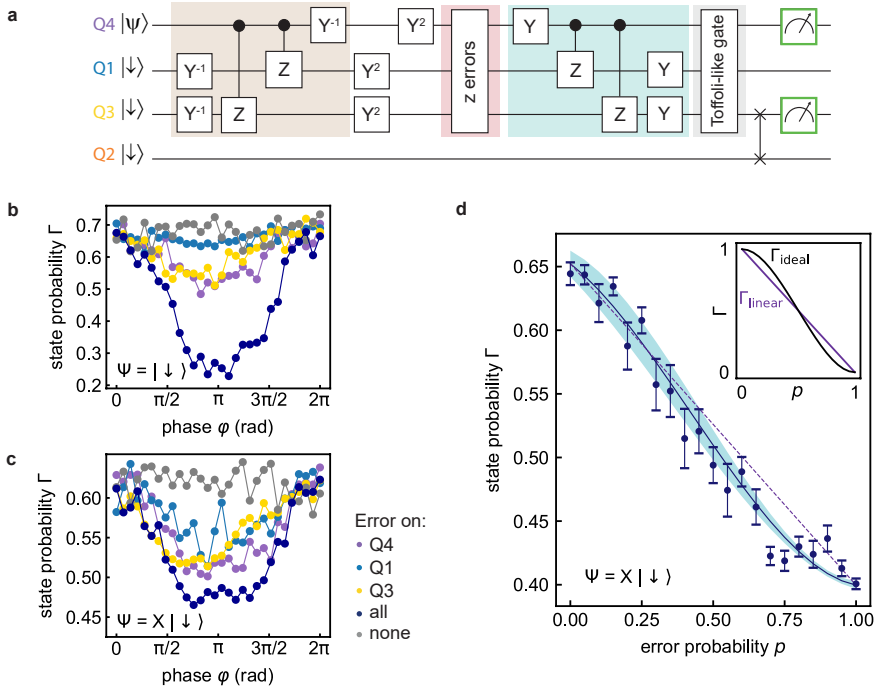 a
Q4 |Ψ⟩ Y⁻¹ Y² Y
Q1 |↓⟩ Y⁻¹ Z Y² Z Y
Q3 |↓⟩ Y⁻¹ Z Y² Z Y
Q2 |↓⟩
z errors
Toffoli-like gate
b
state probability Γ
0.7
0.6
0.5
0.4
0.3
0.2
Ψ = |↓⟩
0 π/2 π 3π/2 2π
phase φ (rad)
c
state probability Γ
0.60
0.55
0.50
0.45
Ψ = X |↓⟩
0 π/2 π 3π/2 2π
phase φ (rad)
Error on:
Q4
Q1
Q3
all
none
d
state probability Γ
0.65
0.60
0.55
0.50
0.45
0.40
Ψ = X |↓⟩
0.00 0.25 0.50 0.75 1.00
error probability p
1
Γideal
Γlinear
Γ
0
0 p 1